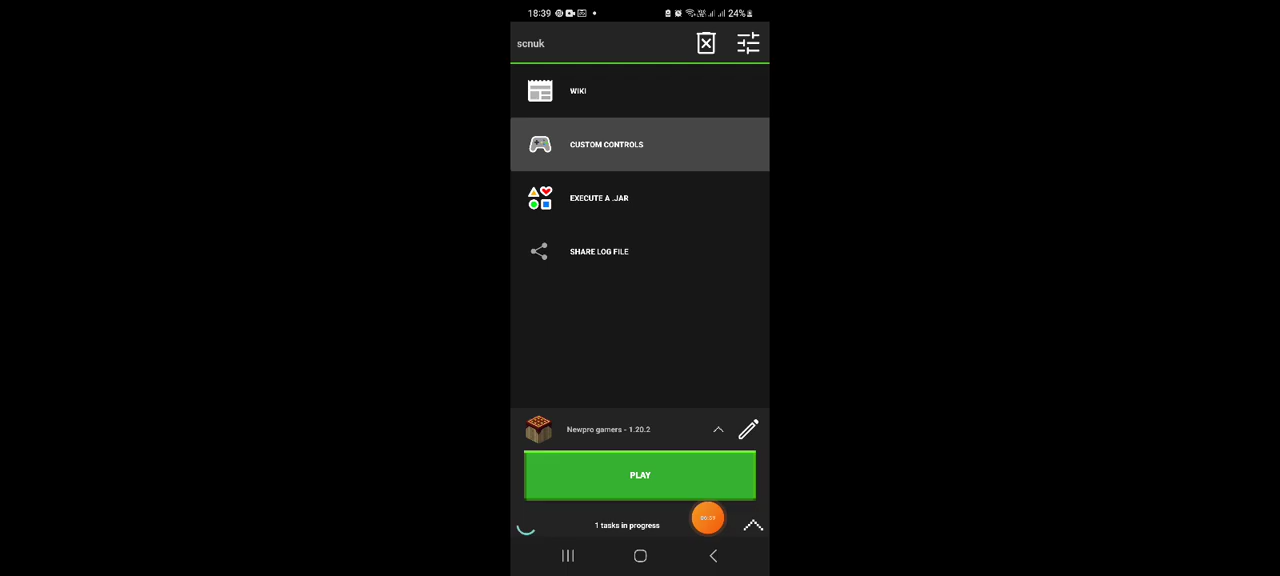 18:39
24%
scnuk
WIKI
CUSTOM CONTROLS
EXECUTE A .JAR
SHARE LOG FILE
Newpro gamers - 1.20.2
PLAY
1 tasks in progress